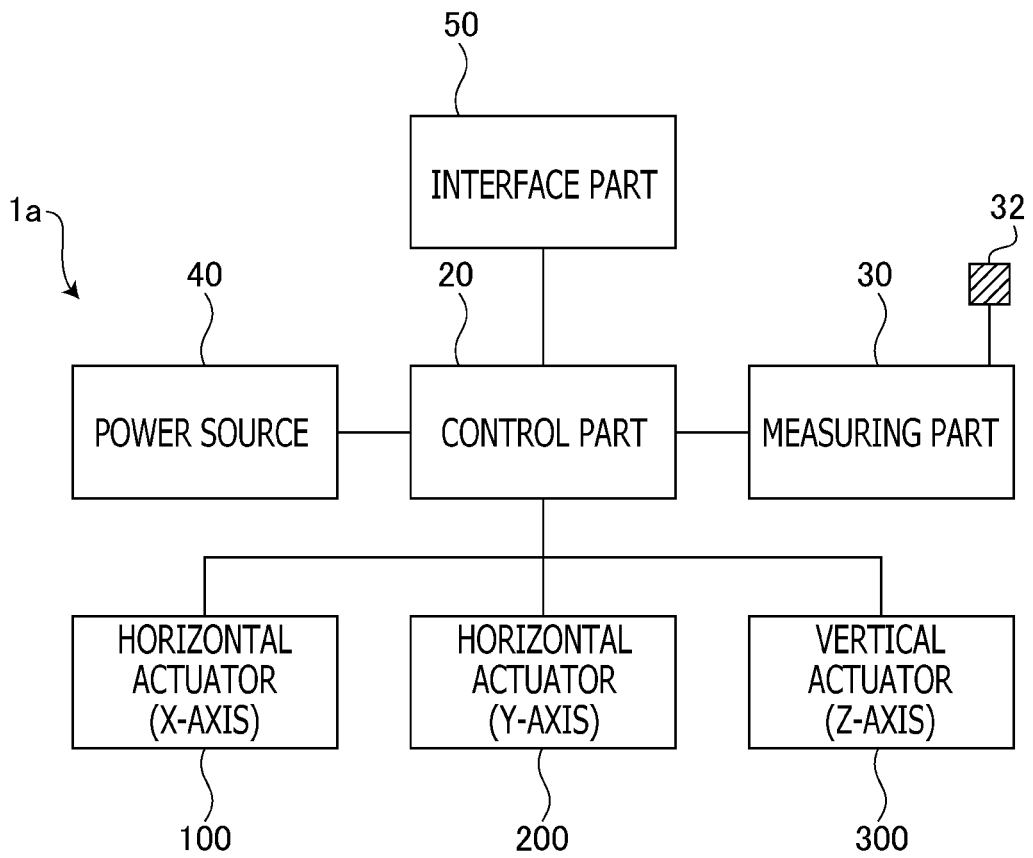 50
INTERFACE PART
1a
32
40
20
30
POWER SOURCE
CONTROL PART
MEASURING PART
HORIZONTAL
ACTUATOR
(X-AXIS)
HORIZONTAL
ACTUATOR
(Y-AXIS)
VERTICAL
ACTUATOR
(Z-AXIS)
100
200
300